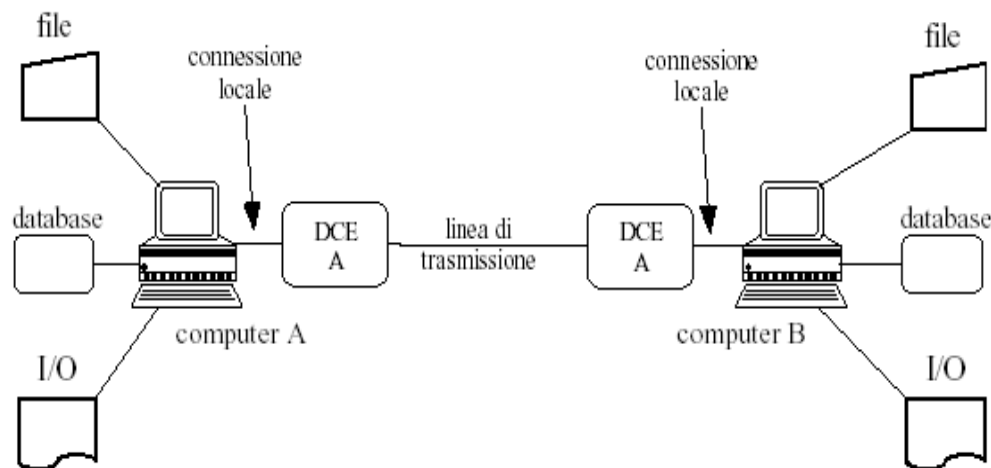 file
connessione
locale
connessione
locale
file
database
DCE
A
linea di
trasmissione
DCE
A
database
computer A
computer B
I/O
I/O